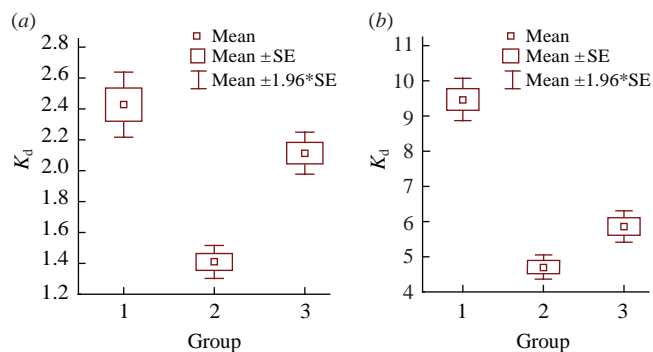 (a)
Mean
Mean ±SE
Mean ±1.96*SE
2.8
2.6
2.4
2.2
2.0
1.8
1.6
1.4
1.2
Kd
1 2 3
Group
(b)
Mean
Mean ±SE
Mean ±1.96*SE
11
10
9
8
7
6
5
4
Kd
1 2 3
Group